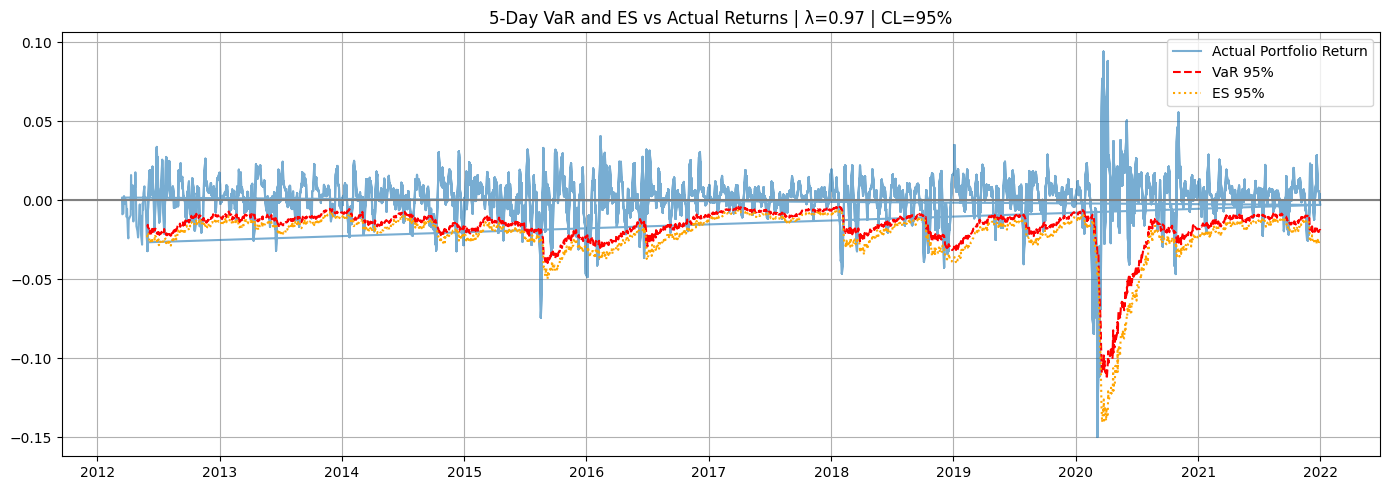 5-Day VaR and ES vs Actual Returns | λ=0.97 | CL=95%
Actual Portfolio Return
VaR 95%
ES 95%
0.10
0.05
0.00
−0.05
−0.10
−0.15
2012 2013 2014 2015 2016 2017 2018 2019 2020 2021 2022